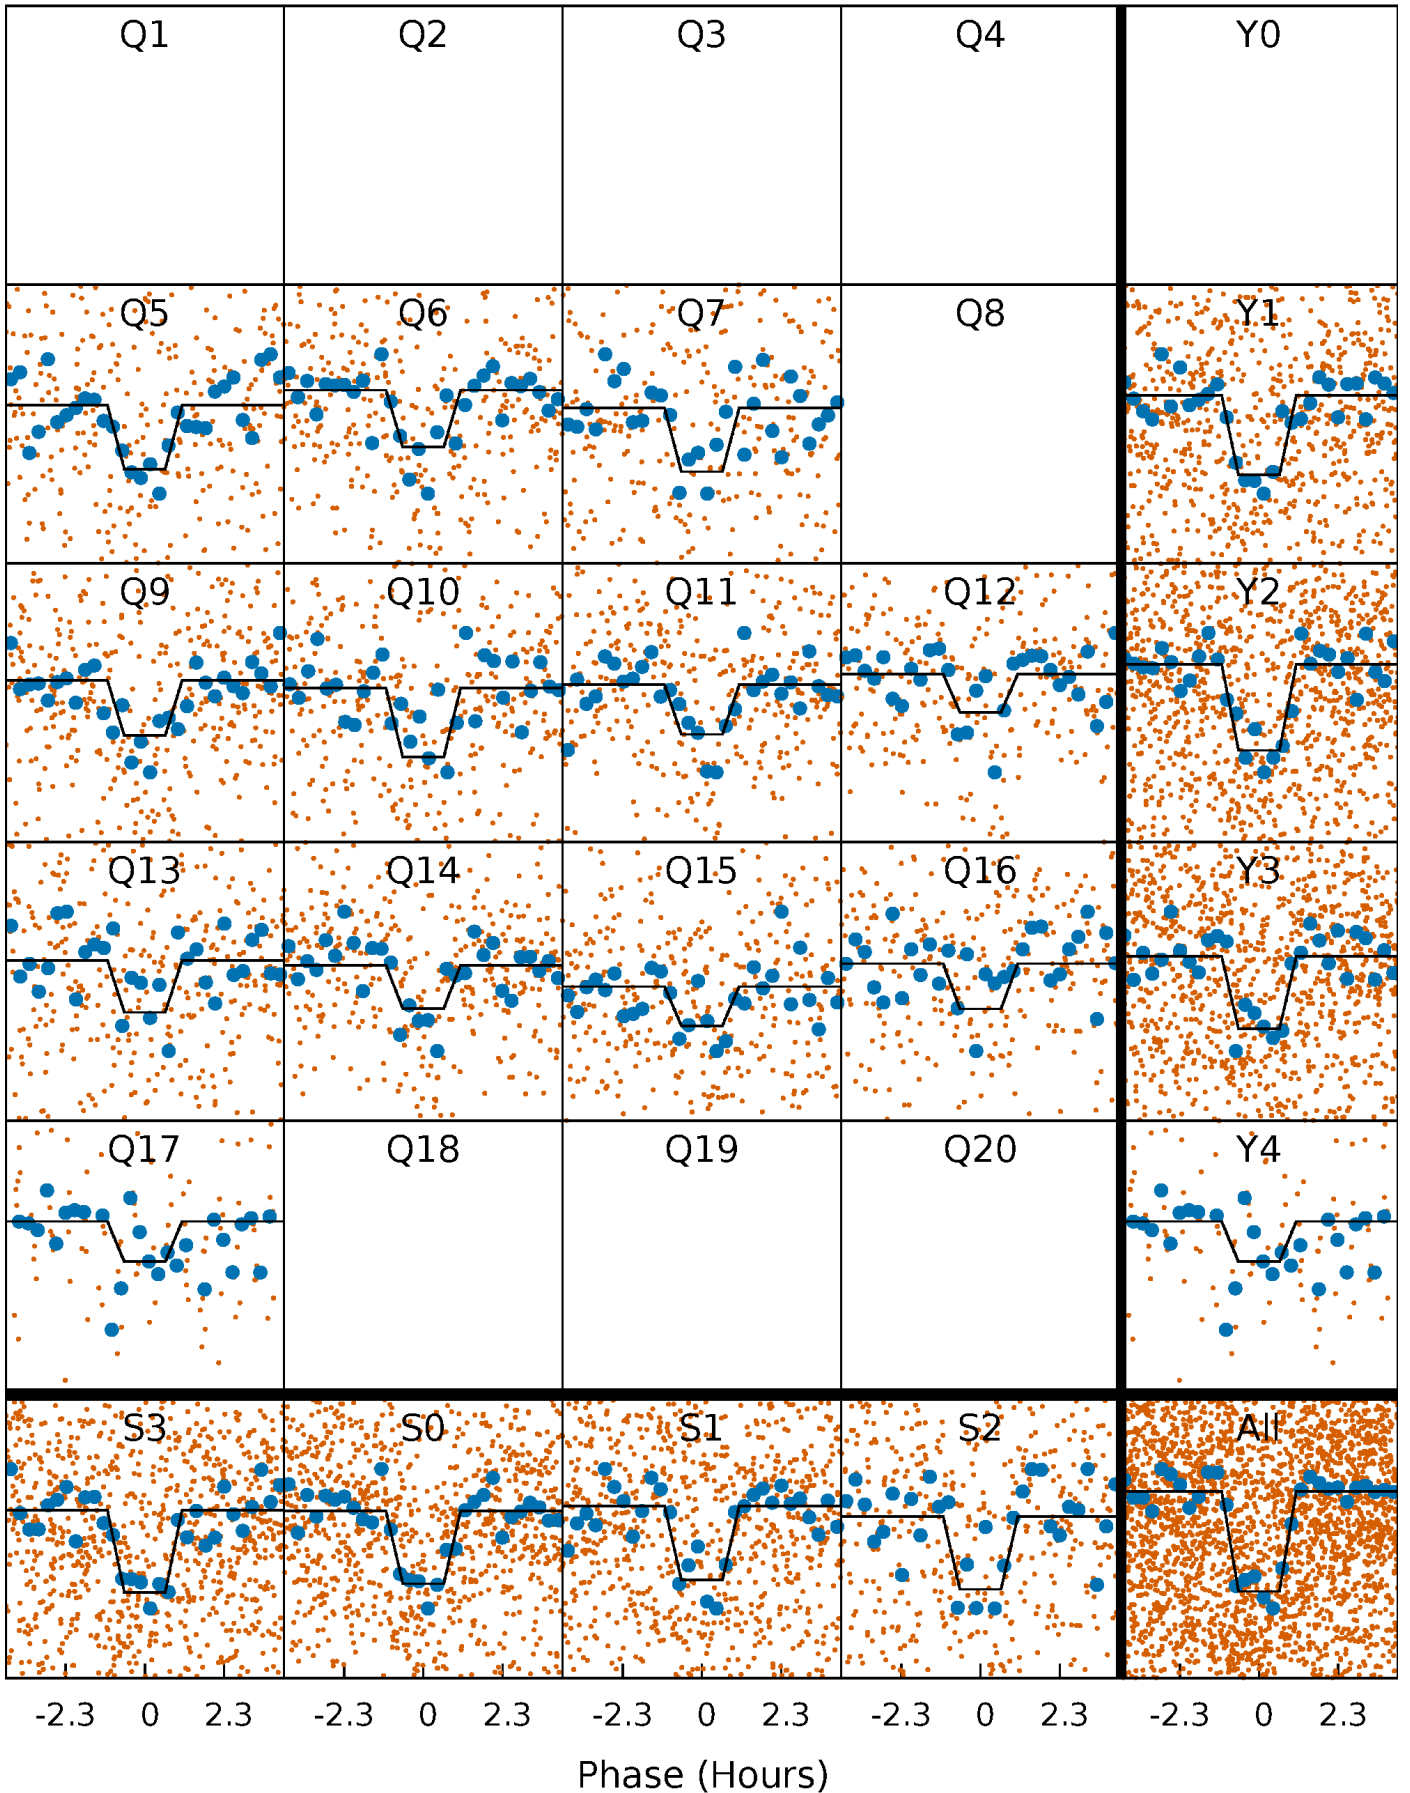 Q1 Q2 Q3 Q4 Y0
Q5 Q6 Q7 Q8 Y1
Q9 Q10 Q11 Q12 Y2
Q13 Q14 Q15 Q16 Y3
Q17 Q18 Q19 Q20 Y4
S3 S0 S1 S2 All
-2.3 0 2.3 -2.3 0 2.3 -2.3 0 2.3 -2.3 0 2.3 -2.3 0 2.3
Phase (Hours)